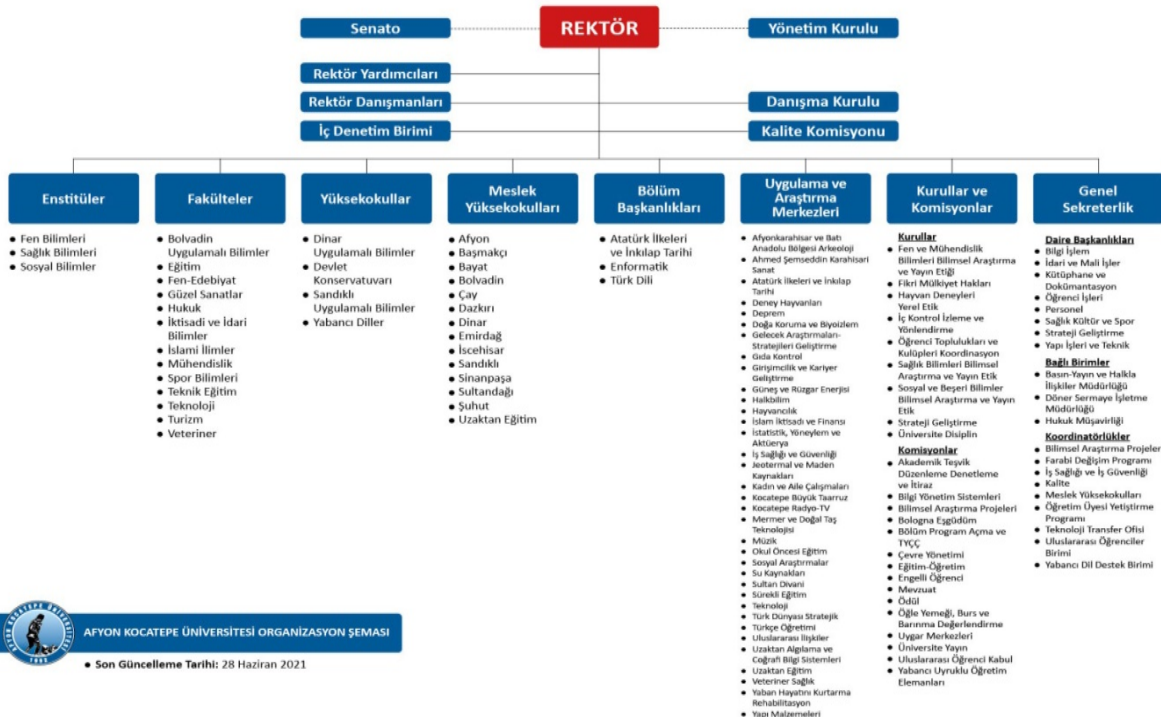 Senato
REKTÖR
Yönetim Kurulu
Rektör Yardımcıları
Rektör Danışmanları
Danışma Kurulu
İç Denetim Birimi
Kalite Komisyonu
Enstitüler
• Fen Bilimleri
• Sağlık Bilimleri
• Sosyal Bilimler
Fakülteler
• Bolvadin
Uygulamalı Bilimler
• Eğitim
• Fen-Edebiyat
• Güzel Sanatlar
• Hukuk
• İktisadi ve İdari
Bilimler
• İslami İlimler
• Mühendislik
• Spor Bilimleri
• Teknik Eğitim
• Teknoloji
• Turizm
• Veteriner
Yüksekokullar
• Dinar
Uygulamalı Bilimler
• Devlet
Konservatuvarı
• Sandıklı
Uygulamalı Bilimler
• Yabancı Diller
Meslek
Yüksekokulları
• Afyon
• Başmakçı
• Bayat
• Bolvadin
• Çay
• Dazkırı
• Dinar
• Emirdağ
• İscehisar
• Sandıklı
• Sinanpaşa
• Sultandağı
• Şuhut
• Uzaktan Eğitim
Bölüm
Başkanlıkları
• Atatürk İlkeleri
ve İnkılap Tarihi
• Enformatik
• Türk Dili
Uygulama ve
Araştırma
Merkezleri
• Afyonkarahisar ve Batı
Anadolu Bölgesi Arkeoloji
• Ahmed Şemseddin Karahisari
Sanat
• Atatürk İlkeleri ve İnkılap
Tarihi
• Deney Hayvanları
• Deprem
• Doğa Koruma ve Biyoizlem
• Gelecek Araştırmaları-
Stratejileri Geliştirme
• Gıda Kontrol
• Girişimcilik ve Kariyer
Geliştirme
• Güneş ve Rüzgar Enerjisi
• Halkbilim
• Hayvancılık
• İslam İktisadı ve Finansı
• İstatistik, Yöneylem ve
Aktüerya
• İş Sağlığı ve Güvenliği
• Jeotermal ve Maden
Kaynakları
• Kadın ve Aile Çalışmaları
• Kocatepe Büyük Taarruz
• Kocatepe Radyo-TV
• Mermer ve Doğal Taş
Teknolojisi
• Müzik
• Okul Öncesi Eğitim
• Sosyal Araştırmalar
• Su Kaynakları
• Sultan Divani
• Sürekli Eğitim
• Teknoloji
• Türk Dünyası Stratejik
• Türkçe Öğretimi
• Uluslararası İlişkiler
• Uzaktan Algılama ve
Coğrafi Bilgi Sistemleri
• Uzaktan Eğitim
• Veteriner Sağlık
• Yaban Hayatını Kurtarma
Rehabilitasyon
• Yapı Malzemeleri
Kurullar ve
Komisyonlar
Kurullar
• Fen ve Mühendislik
Bilimleri Bilimsel Araştırma
ve Yayın Etiği
• Fikri Mülkiyet Hakları
• Hayvan Deneyleri
Yerel Etik
• İç Kontrol İzleme ve
Yönlendirme
• Öğrenci Toplulukları ve
Kulüpleri Koordinasyon
• Sağlık Bilimleri Bilimsel
Araştırma ve Yayın Etik
• Sosyal ve Beşeri Bilimler
Bilimsel Araştırma ve Yayın
Etik
• Strateji Geliştirme
• Üniversite Disiplin
Komisyonlar
• Akademik Teşvik
Düzenleme Denetleme
ve İtiraz
• Bilgi Yönetim Sistemleri
• Bilimsel Araştırma Projeleri
• Bologna Eşgüdüm
• Bölüm Program Açma ve
TYÇÇ
• Çevre Yönetimi
• Eğitim-Öğretim
• Engelli Öğrenci
• Mevzuat
• Ödül
• Öğle Yemeği, Burs ve
Barınma Değerlendirme
• Uygar Merkezleri
• Üniversite Yayın
• Uluslararası Öğrenci Kabul
• Yabancı Uyruklu Öğretim
Elemanları
Genel
Sekreterlik
Daire Başkanlıkları
• Bilgi İşlem
• İdari ve Mali İşler
• Kütüphane ve
Dokümantasyon
• Öğrenci İşleri
• Personel
• Sağlık Kültür ve Spor
• Strateji Geliştirme
• Yapı İşleri ve Teknik
Bağlı Birimler
• Basın-Yayın ve Halkla
İlişkiler Müdürlüğü
• Döner Sermaye İşletme
Müdürlüğü
• Hukuk Müşavirliği
Koordinatörlükler
• Bilimsel Araştırma Projeler
• Farabi Değişim Programı
• İş Sağlığı ve İş Güvenliği
• Kalite
• Meslek Yüksekokulları
• Öğretim Üyesi Yetiştirme
Programı
• Teknoloji Transfer Ofisi
• Uluslararası Öğrenciler
Birimi
• Yabancı Dil Destek Birimi
AFYON KOCATEPE ÜNİVERSİTESİ
1992
AFYON KOCATEPE ÜNİVERSİTESİ ORGANİZASYON ŞEMASI
• Son Güncelleme Tarihi: 28 Haziran 2021